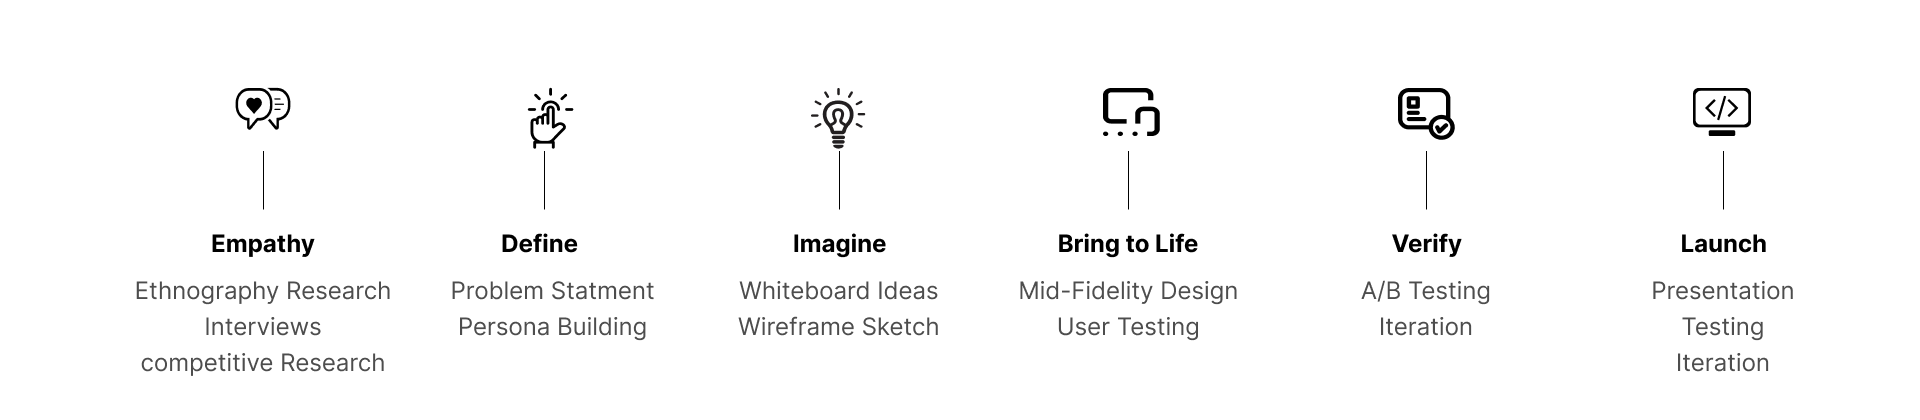 Empathy
Ethnography Research
Interviews
competitive Research
Define
Problem Statment
Persona Building
Imagine
Whiteboard Ideas
Wireframe Sketch
Bring to Life
Mid-Fidelity Design
User Testing
Verify
A/B Testing
Iteration
</>
Launch
Presentation
Testing
Iteration